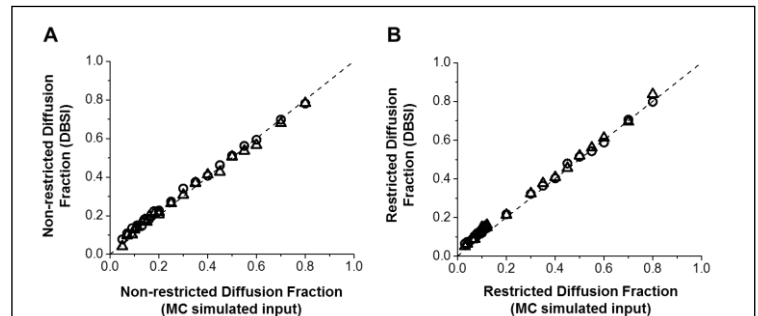 A
1.0
0.8
0.6
0.4
0.2
0.0
0.0 0.2 0.4 0.6 0.8 1.0
Non-restricted Diffusion
Fraction (DBSI)
Non-restricted Diffusion Fraction
(MC simulated input)
B
1.0
0.8
0.6
0.4
0.2
0.0
0.0 0.2 0.4 0.6 0.8 1.0
Restricted Diffusion
Fraction (DBSI)
Restricted Diffusion Fraction
(MC simulated input)